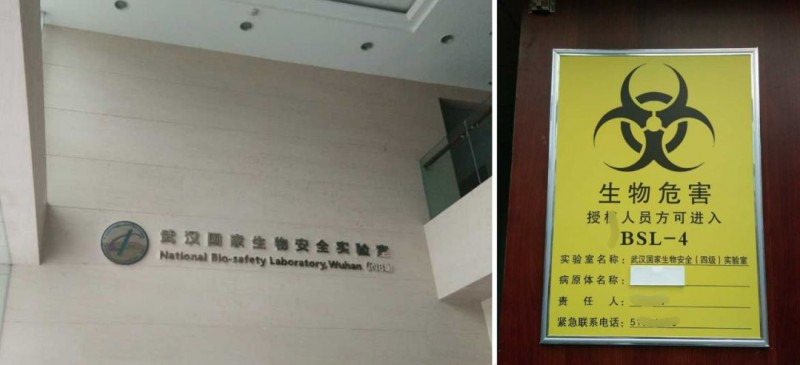 武汉国家生物安全实验室
National Bio-safety Laboratory, Wuhan (NBL)
生物危害
授权人员方可进入
BSL-4
实验室名称：武汉国家生物安全（四级）实验室
病原体名称：
责 任 人：
紧急联系电话：5